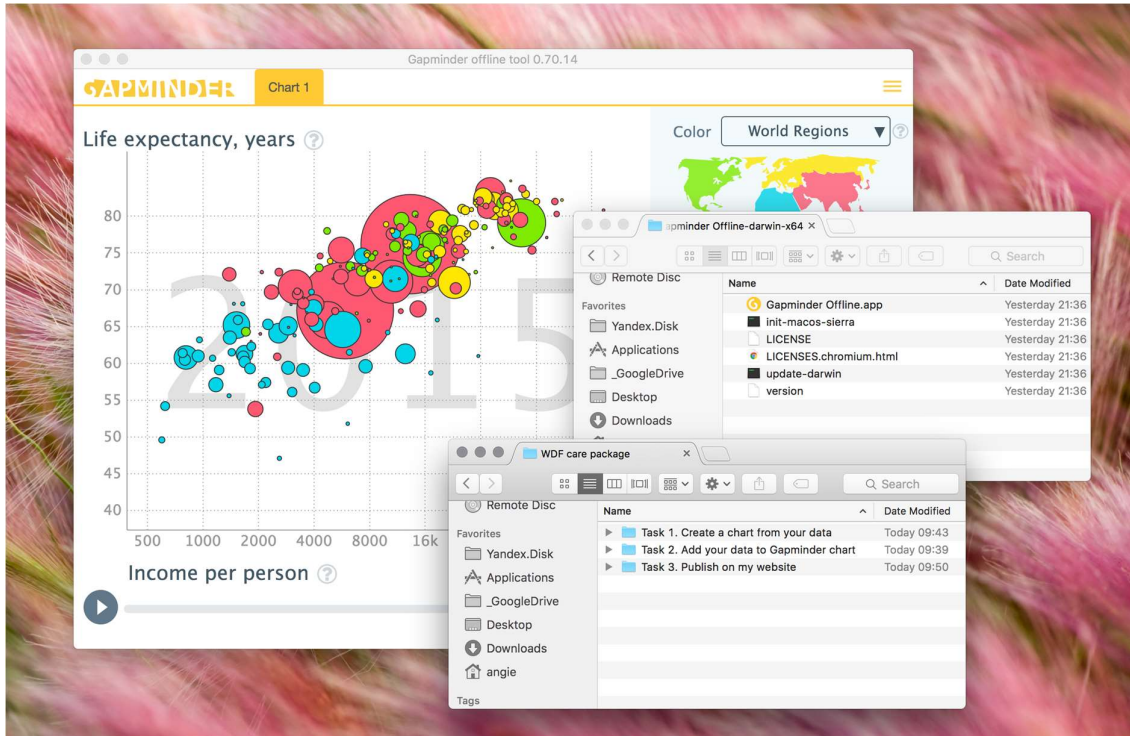 Gapminder offline tool 0.70.14
GAPMINDER
Chart 1
Life expectancy, years ?
Color
World Regions ▼ ?
2015
80
75
70
65
60
55
50
45
40
500 1000 2000 4000 8000 16k
Income per person ?
apminder Offline-darwin-x64 ×
Search
Remote Disc
Favorites
Yandex.Disk
Applications
_GoogleDrive
Desktop
Downloads
Name Date Modified
Gapminder Offline.app Yesterday 21:36
init-macos-sierra Yesterday 21:36
LICENSE Yesterday 21:36
LICENSES.chromium.html Yesterday 21:36
update-darwin Yesterday 21:36
version Yesterday 21:36
WDF care package ×
Search
Remote Disc
Favorites
Yandex.Disk
Applications
_GoogleDrive
Desktop
Downloads
angie
Tags
Name Date Modified
Task 1. Create a chart from your data Today 09:43
Task 2. Add your data to Gapminder chart Today 09:39
Task 3. Publish on my website Today 09:50